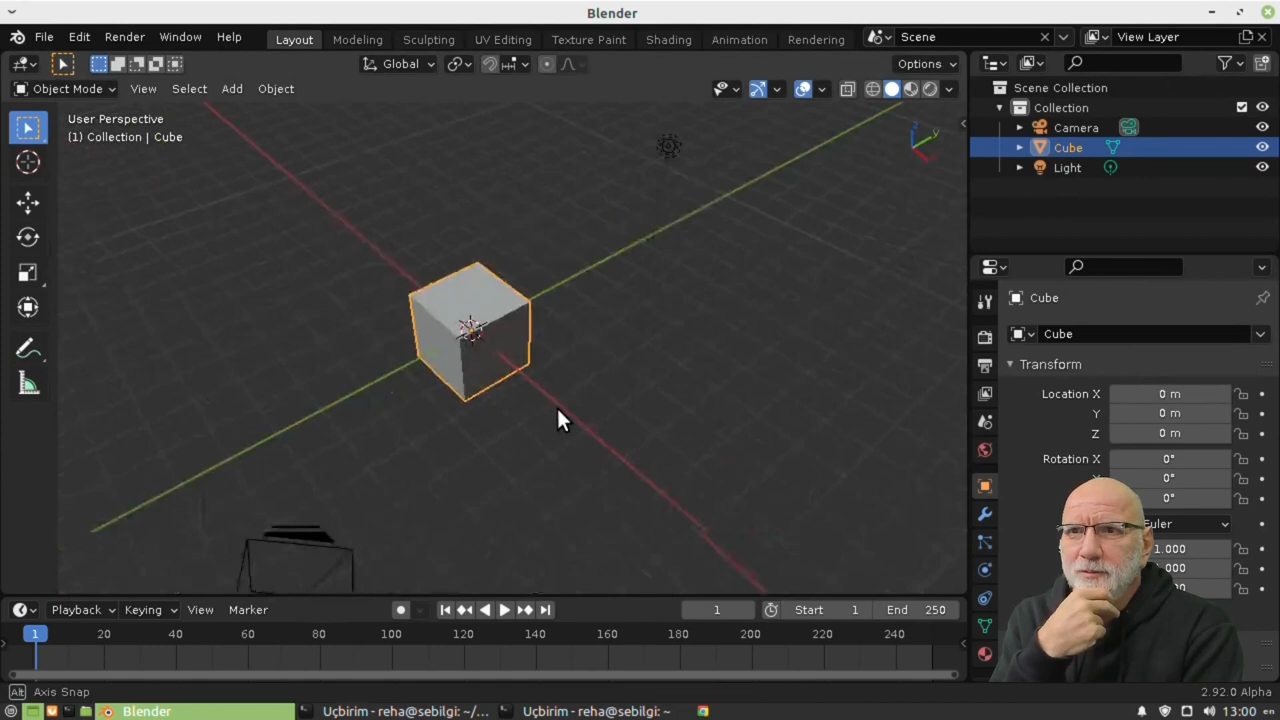 Blender
File Edit Render Window Help Layout Modeling Sculpting UV Editing Texture Paint Shading Animation Rendering Scene View Layer
Global Options
Object Mode View Select Add Object
User Perspective
(1) Collection | Cube
Scene Collection
Collection
Camera
Cube
Light
Cube
Cube
Transform
Location X 0 m
Y 0 m
Z 0 m
Rotation X 0°
0°
0°
Euler
1.000
Playback Keying View Marker 1 Start 1 End 250
1 20 40 60 80 100 120 140 160 180 200 220 240
Alt Axis Snap 2.92.0 Alpha
Blender Uçbirim - reha@sebilgi: ~/... Uçbirim - reha@sebilgi: ~ 13:00 en